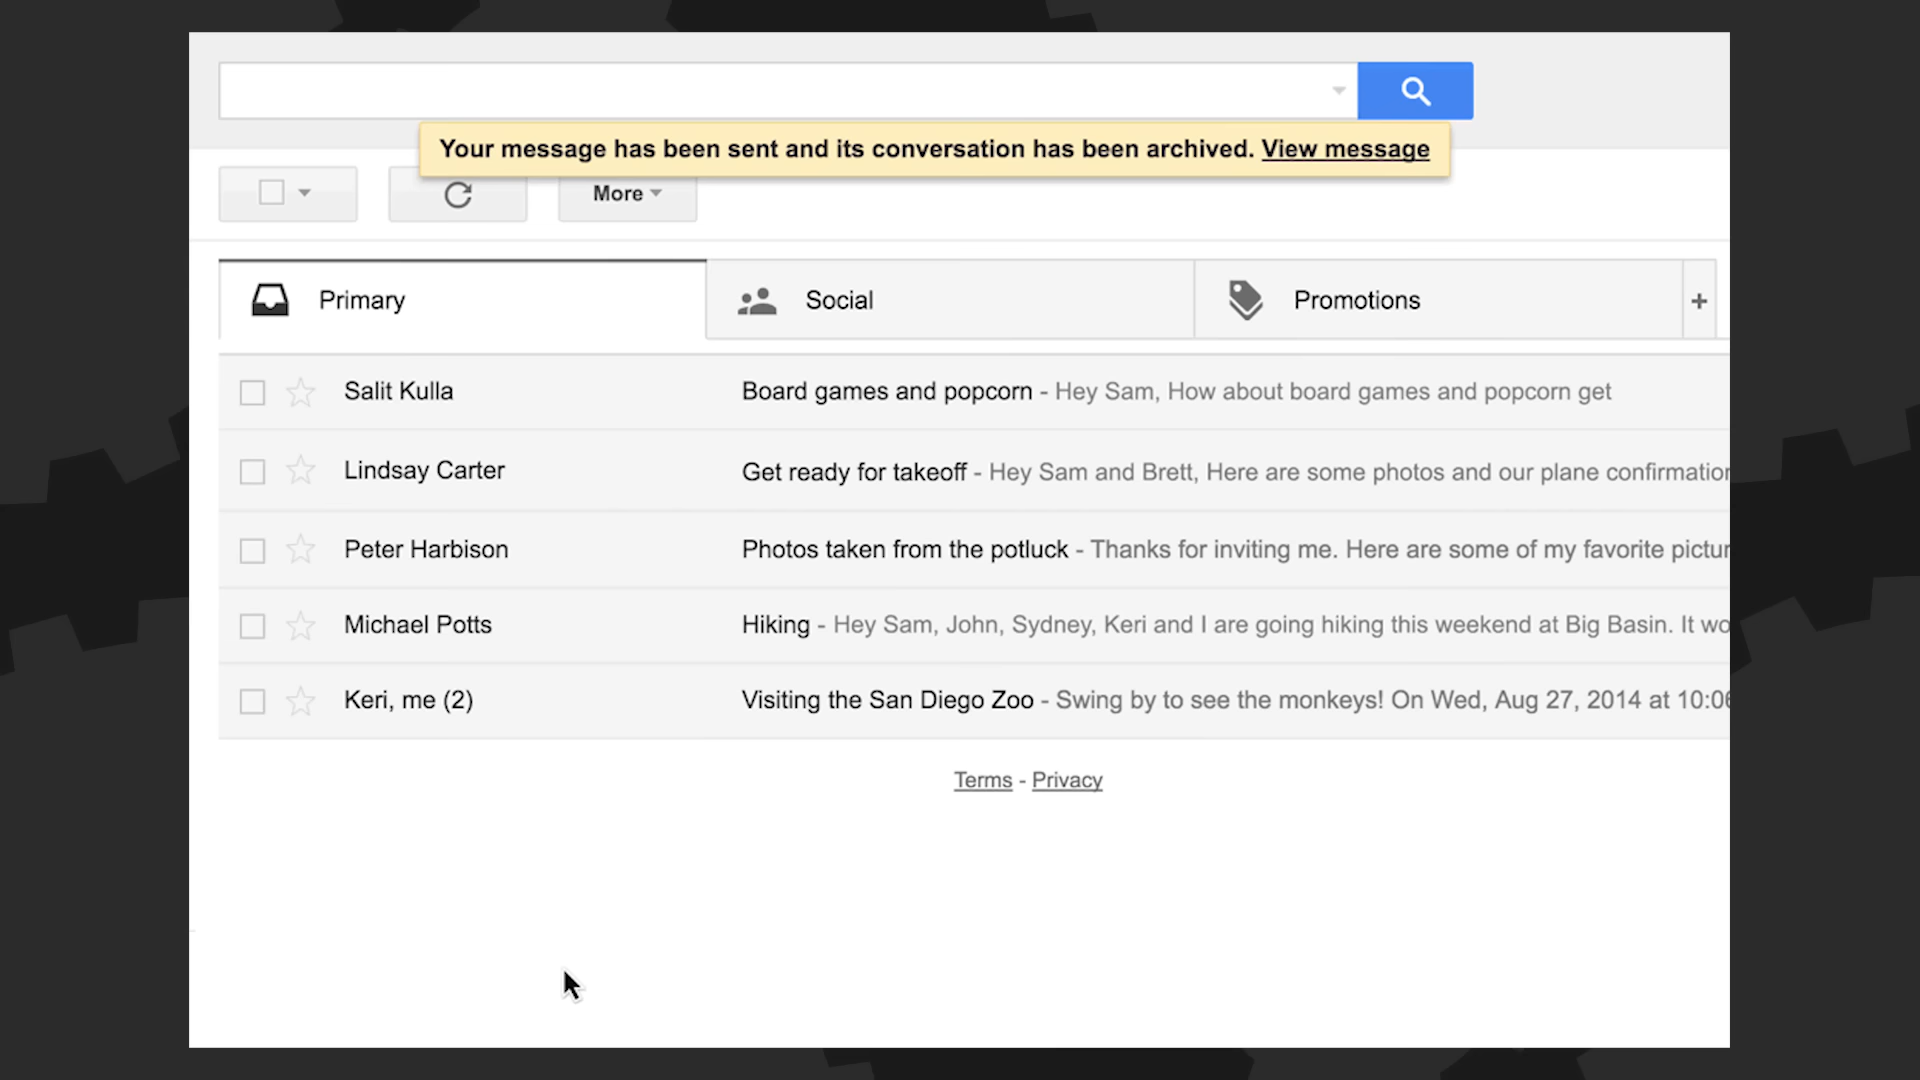 Your message has been sent and its conversation has been archived. View message
More
Primary
Social
Promotions
+
Salit Kulla Board games and popcorn - Hey Sam, How about board games and popcorn get
Lindsay Carter Get ready for takeoff - Hey Sam and Brett, Here are some photos and our plane confirmation
Peter Harbison Photos taken from the potluck - Thanks for inviting me. Here are some of my favorite pictur
Michael Potts Hiking - Hey Sam, John, Sydney, Keri and I are going hiking this weekend at Big Basin. It wo
Keri, me (2) Visiting the San Diego Zoo - Swing by to see the monkeys! On Wed, Aug 27, 2014 at 10:06
Terms - Privacy